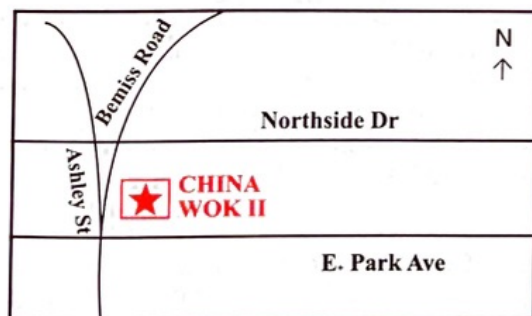 Bemiss Road
N
Northside Dr
Ashley St
CHINA
WOK II
E. Park Ave